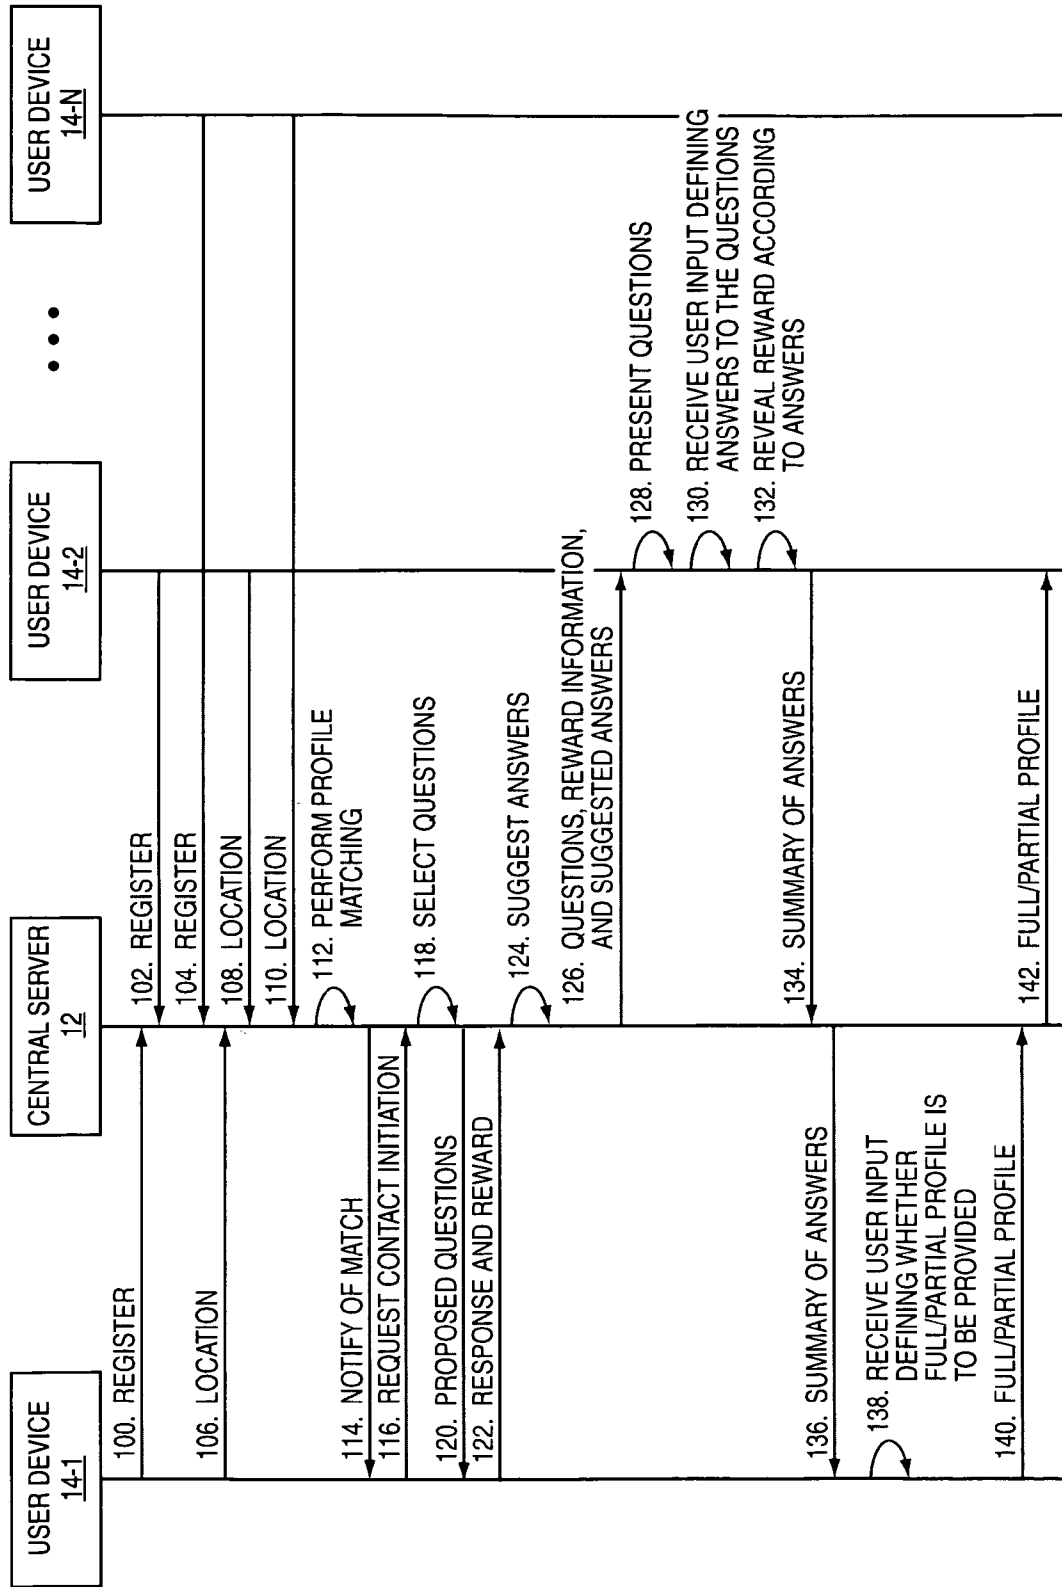 USER DEVICE
14-1
CENTRAL SERVER
12
USER DEVICE
14-2
USER DEVICE
14-N
100. REGISTER
102. REGISTER
104. REGISTER
106. LOCATION
108. LOCATION
110. LOCATION
112. PERFORM PROFILE
MATCHING
114. NOTIFY OF MATCH
116. REQUEST CONTACT INITIATION
118. SELECT QUESTIONS
120. PROPOSED QUESTIONS
122. RESPONSE AND REWARD
124. SUGGEST ANSWERS
126. QUESTIONS, REWARD INFORMATION,
AND SUGGESTED ANSWERS
128. PRESENT QUESTIONS
130. RECEIVE USER INPUT DEFINING
ANSWERS TO THE QUESTIONS
132. REVEAL REWARD ACCORDING
TO ANSWERS
134. SUMMARY OF ANSWERS
136. SUMMARY OF ANSWERS
138. RECEIVE USER INPUT
DEFINING WHETHER
FULL/PARTIAL PROFILE IS
TO BE PROVIDED
140. FULL/PARTIAL PROFILE
142. FULL/PARTIAL PROFILE